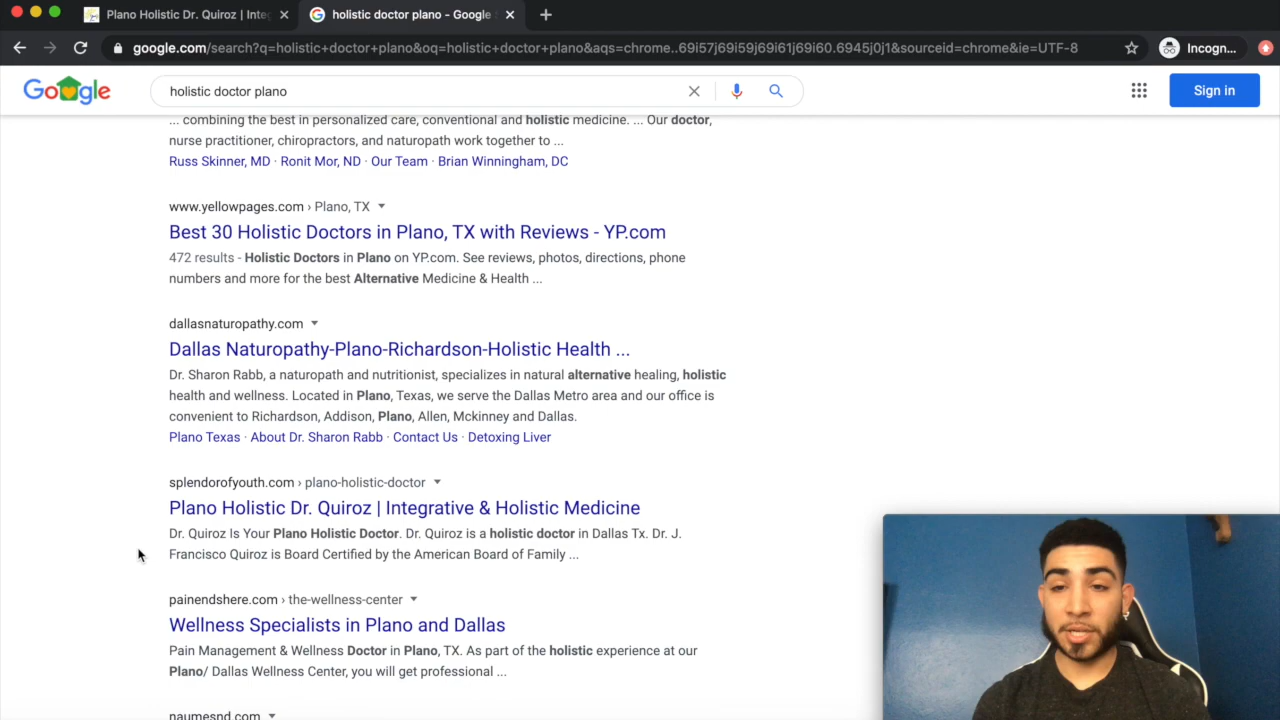 Plano Holistic Dr. Quiroz | Inte
holistic doctor plano - Google
google.com/search?q=holistic+doctor+plano&oq=holistic+doctor+plano&aqs=chrome..69i57j69i59j69i61j69i60.6945j0j1&sourceid=chrome&ie=UTF-8
Incogn...
Google
holistic doctor plano
Sign in
... combining the best in personalized care, conventional and holistic medicine. ... Our doctor,
nurse practitioner, chiropractors, and naturopath work together to ...
Russ Skinner, MD · Ronit Mor, ND · Our Team · Brian Winningham, DC
www.yellowpages.com › Plano, TX
Best 30 Holistic Doctors in Plano, TX with Reviews - YP.com
472 results - Holistic Doctors in Plano on YP.com. See reviews, photos, directions, phone
numbers and more for the best Alternative Medicine & Health ...
dallasnaturopathy.com
Dallas Naturopathy-Plano-Richardson-Holistic Health ...
Dr. Sharon Rabb, a naturopath and nutritionist, specializes in natural alternative healing, holistic
health and wellness. Located in Plano, Texas, we serve the Dallas Metro area and our office is
convenient to Richardson, Addison, Plano, Allen, Mckinney and Dallas.
Plano Texas · About Dr. Sharon Rabb · Contact Us · Detoxing Liver
splendorofyouth.com › plano-holistic-doctor
Plano Holistic Dr. Quiroz | Integrative & Holistic Medicine
Dr. Quiroz Is Your Plano Holistic Doctor. Dr. Quiroz is a holistic doctor in Dallas Tx. Dr. J.
Francisco Quiroz is Board Certified by the American Board of Family ...
painendshere.com › the-wellness-center
Wellness Specialists in Plano and Dallas
Pain Management & Wellness Doctor in Plano, TX. As part of the holistic experience at our
Plano/ Dallas Wellness Center, you will get professional ...
naumesnd.com